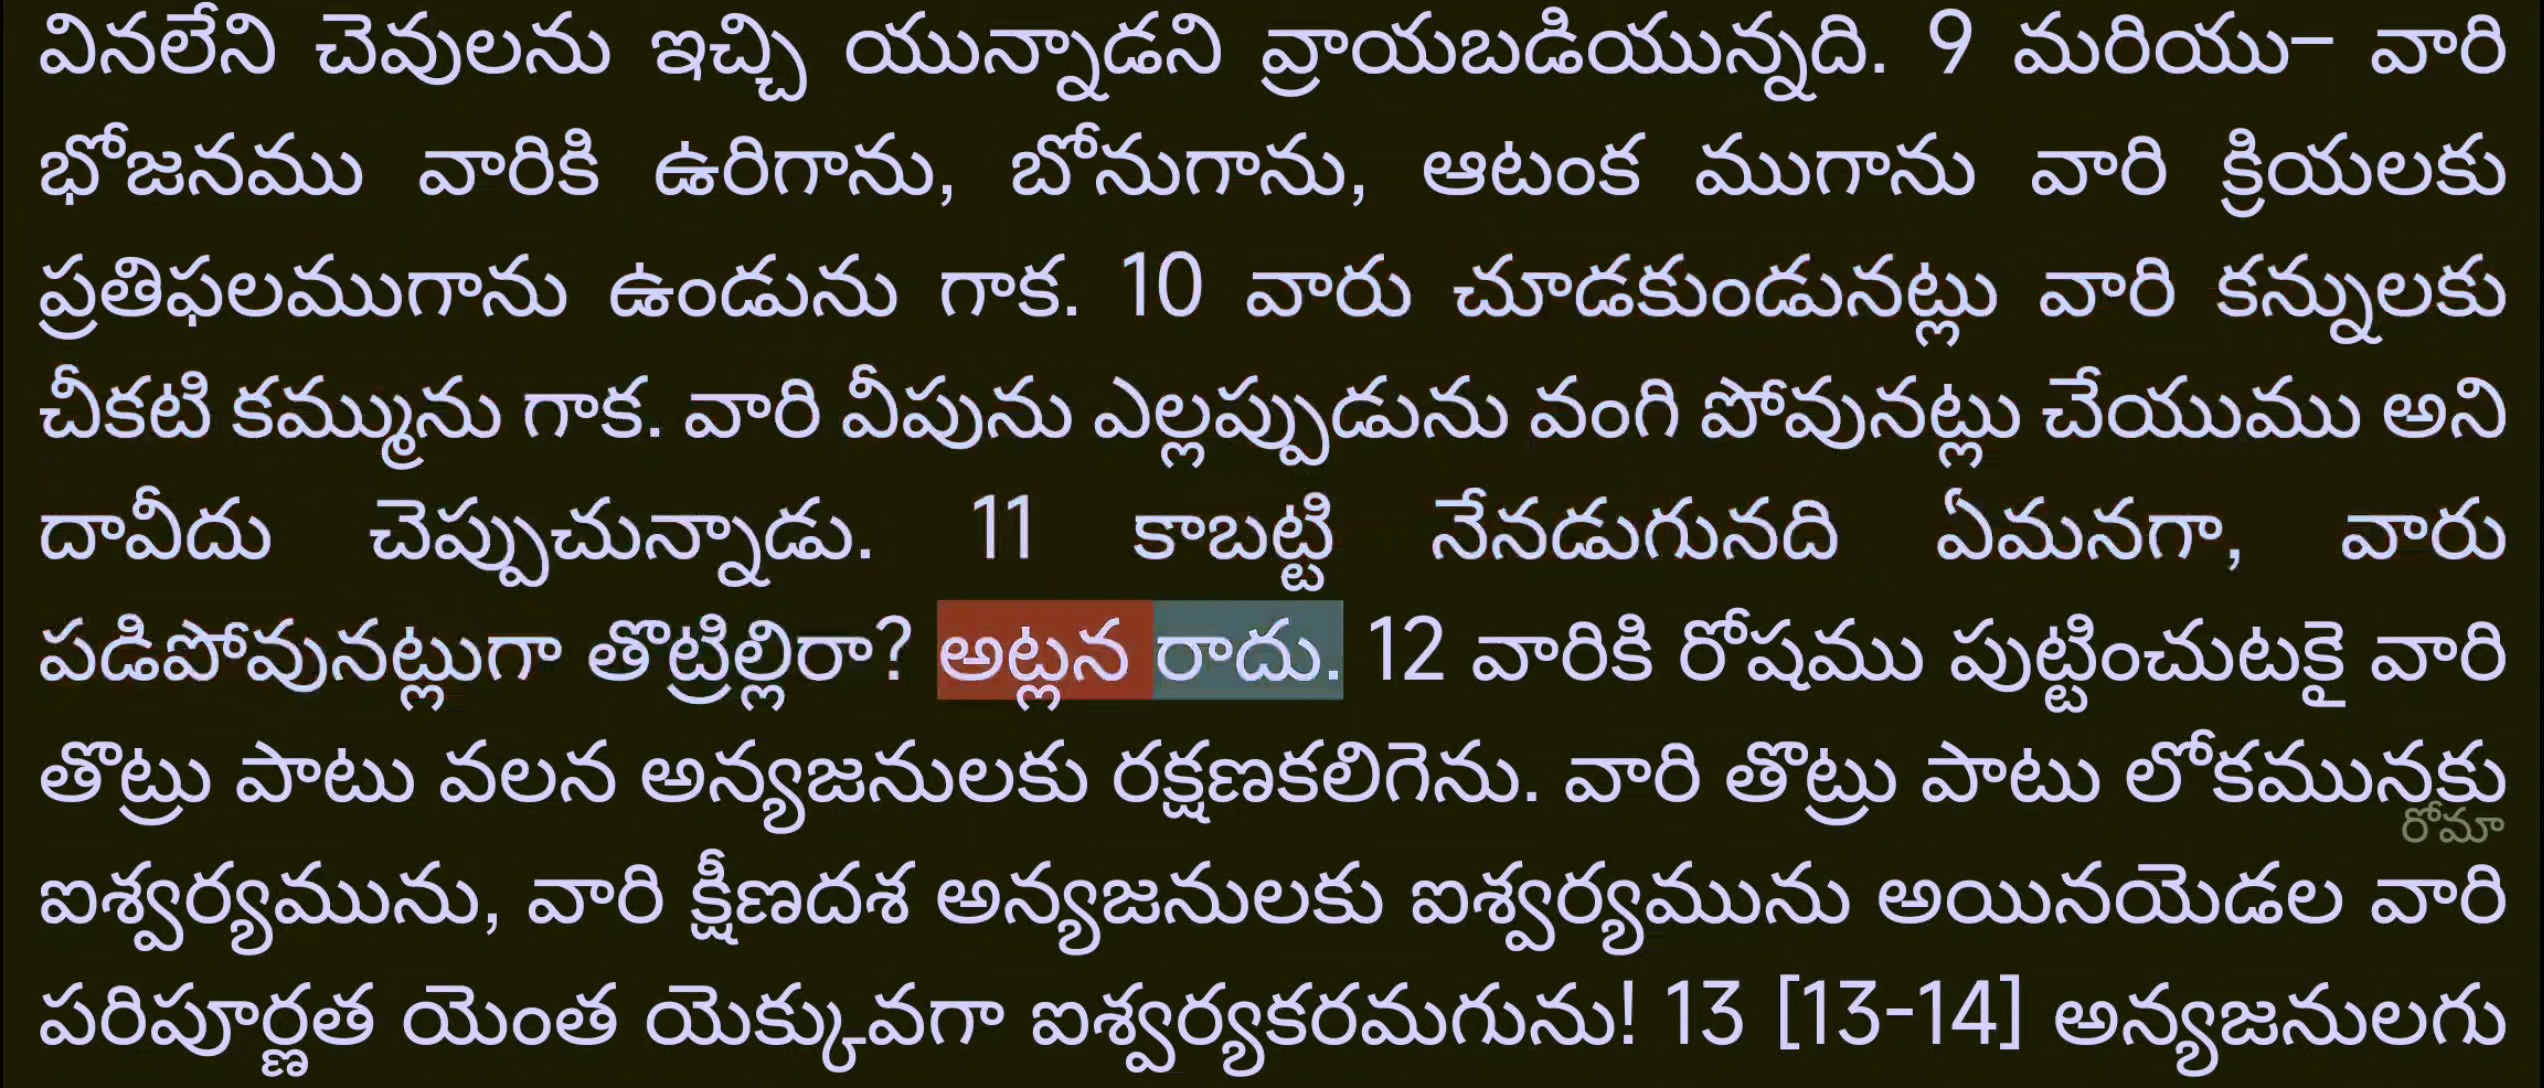 వినలేని చెవులను ఇచ్చి యున్నాడని వ్రాయబడియున్నది. 9 మరియు– వారి
భోజనము వారికి ఉరిగాను, బోనుగాను, ఆటంక ముగాను వారి క్రియలకు
ప్రతిఫలముగాను ఉండును గాక. 10 వారు చూడకుండునట్లు వారి కన్నులకు
చీకటి కమ్మును గాక. వారి వీపును ఎల్లప్పుడును వంగి పోవునట్లు చేయుము అని
దావీదు చెప్పుచున్నాడు. 11 కాబట్టి నేనడుగునది ఏమనగా, వారు
పడిపోవునట్లుగా తొట్రిల్లిరా? అట్లన రాదు. 12 వారికి రోషము పుట్టించుటకై వారి
తొట్రు పాటు వలన అన్యజనులకు రక్షణకలిగెను. వారి తొట్రు పాటు లోకమునకు
రోమా
ఐశ్వర్యమును, వారి క్షీణదశ అన్యజనులకు ఐశ్వర్యమును అయినయెడల వారి
పరిపూర్ణత యెంత యెక్కువగా ఐశ్వర్యకరమగును! 13 [13-14] అన్యజనులగు